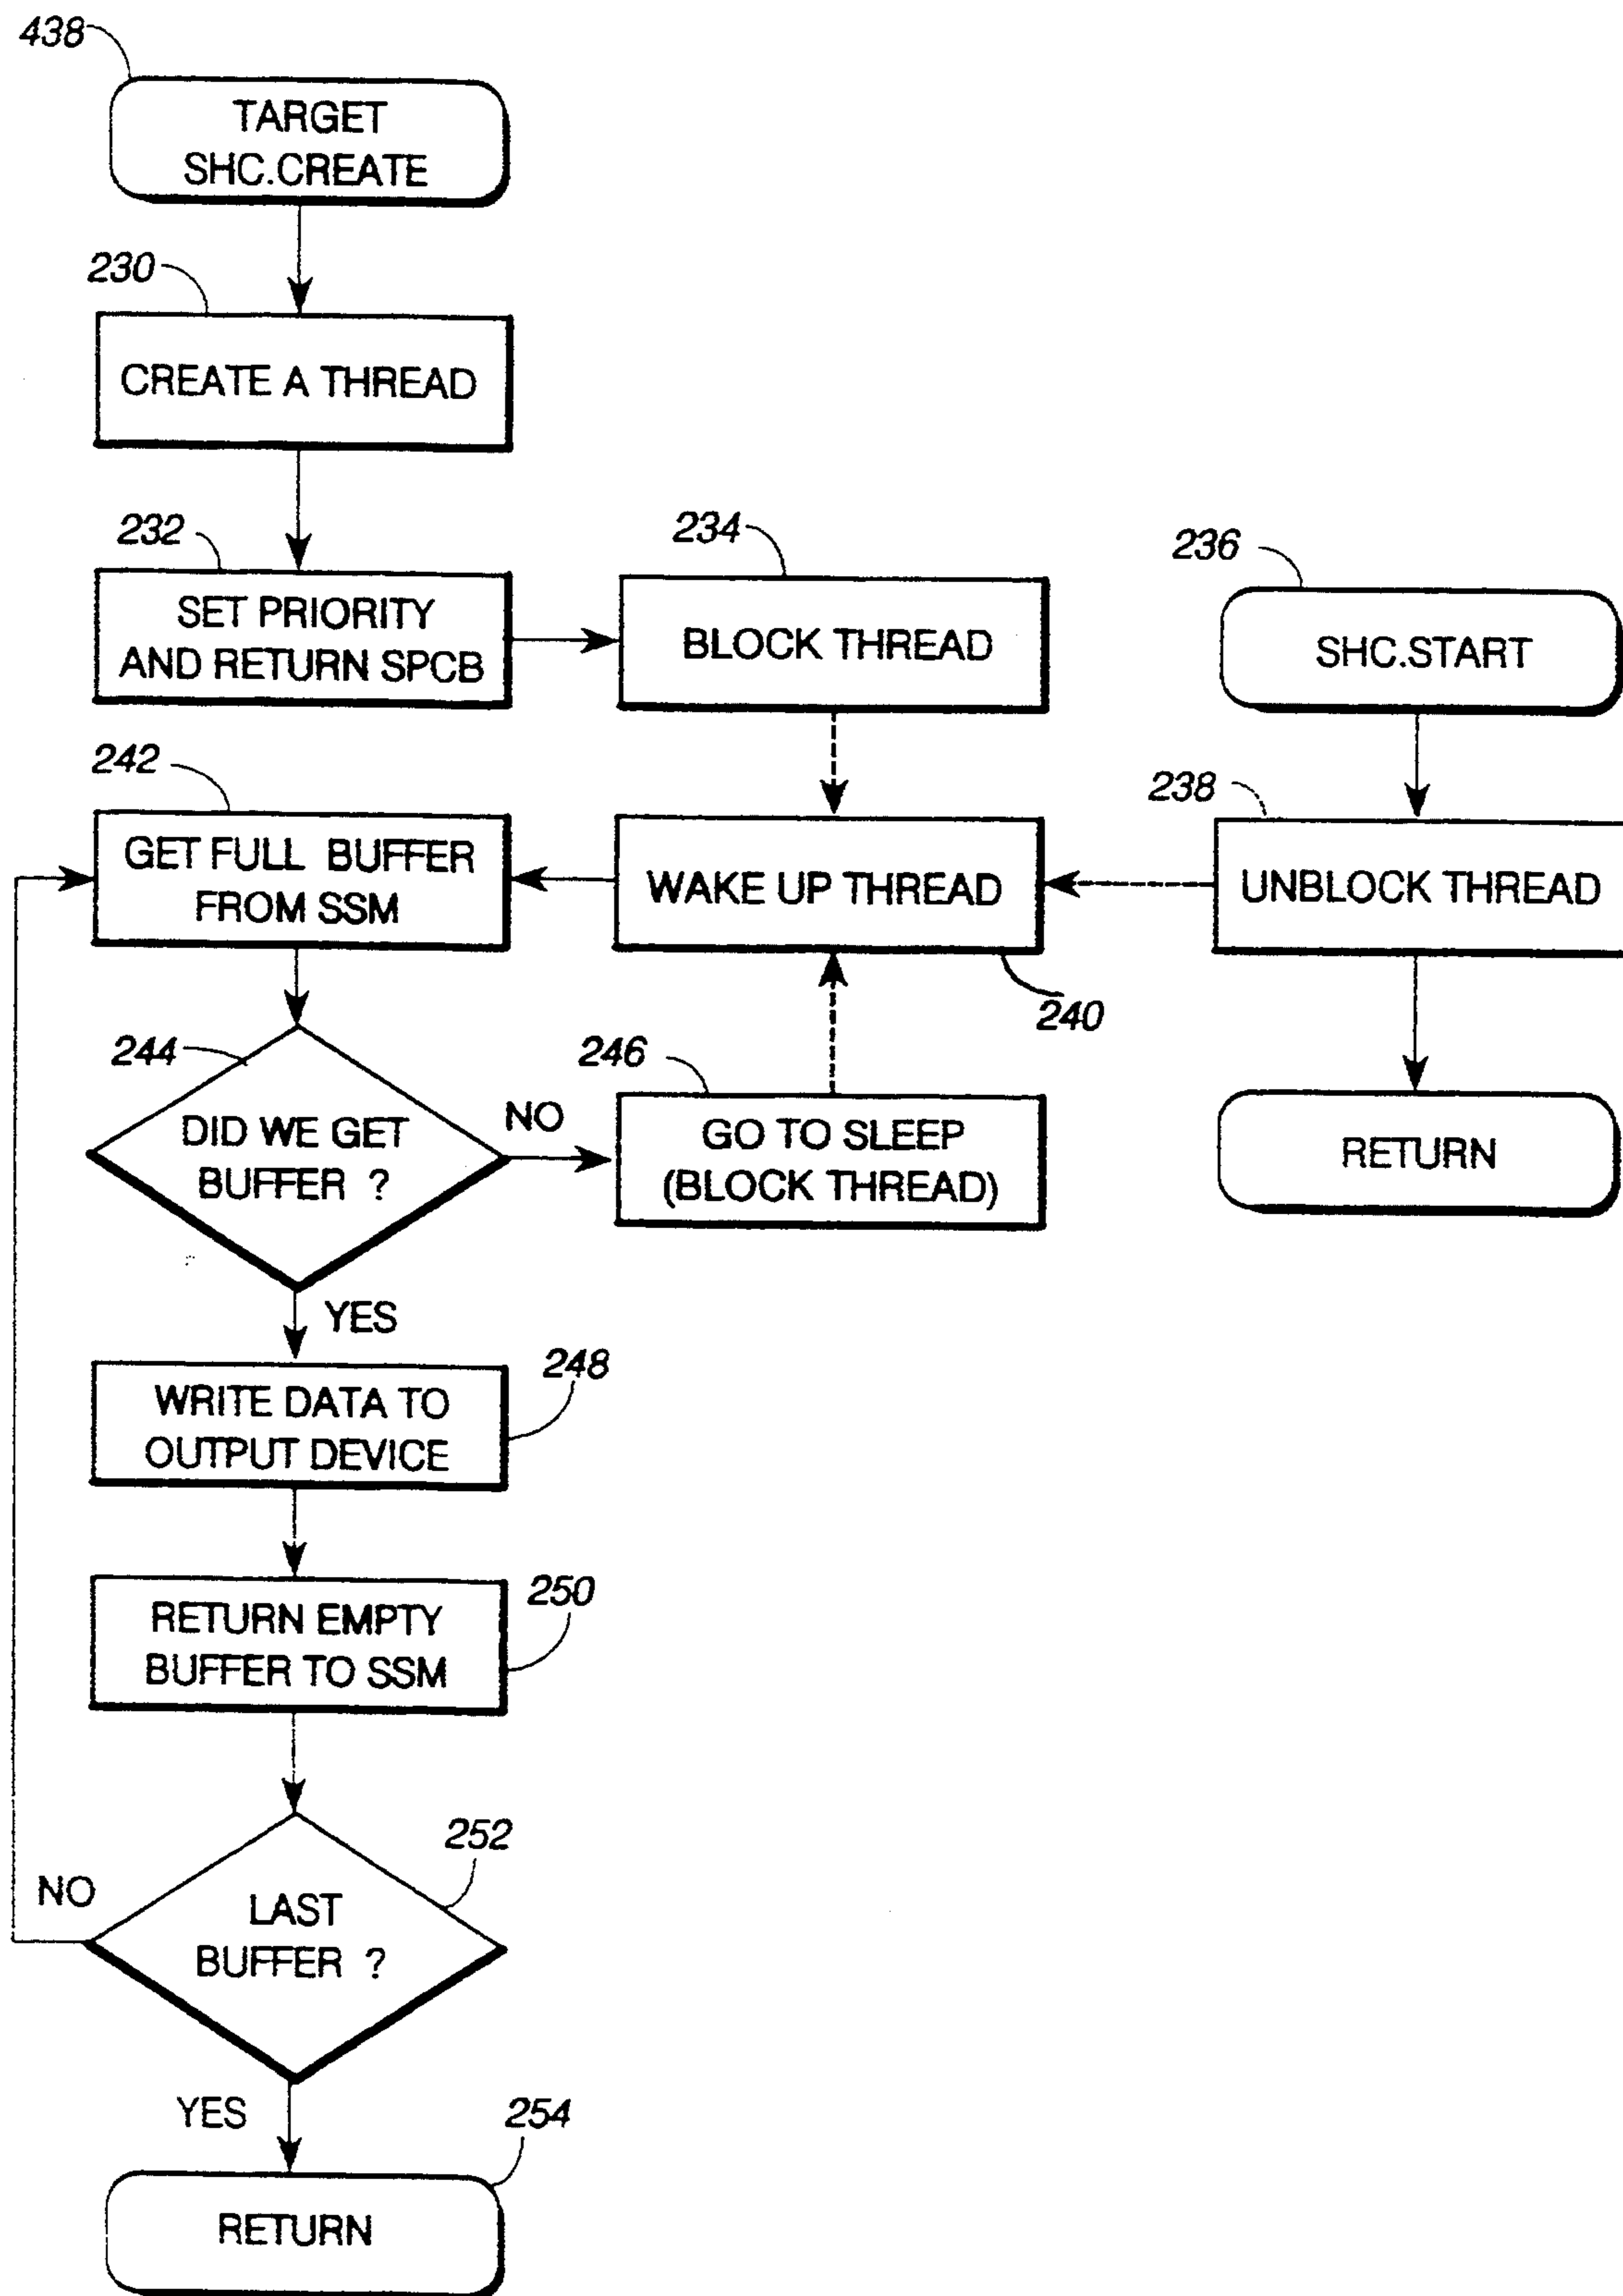 438
TARGET
SHC.CREATE
230
CREATE A THREAD
232
SET PRIORITY
AND RETURN SPCB
234
BLOCK THREAD
236
SHC.START
242
GET FULL BUFFER
FROM SSM
WAKE UP THREAD
240
238
UNBLOCK THREAD
244
DID WE GET
BUFFER ?
NO
246
GO TO SLEEP
(BLOCK THREAD)
RETURN
YES
248
WRITE DATA TO
OUTPUT DEVICE
250
RETURN EMPTY
BUFFER TO SSM
252
LAST
BUFFER ?
NO
YES
254
RETURN